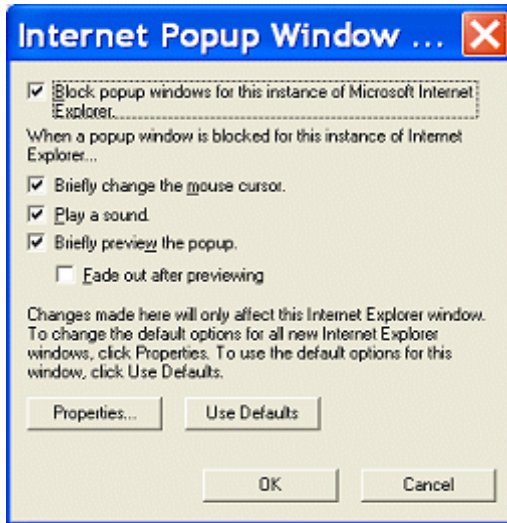 Internet Popup Window ...
Block popup windows for this instance of Microsoft Internet
Explorer.
When a popup window is blocked for this instance of Internet
Explorer...
Briefly change the mouse cursor.
Play a sound.
Briefly preview the popup.
Fade out after previewing
Changes made here will only affect this Internet Explorer window.
To change the default options for all new Internet Explorer
windows, click Properties. To use the default options for this
window, click Use Defaults.
Properties...
Use Defaults
OK
Cancel